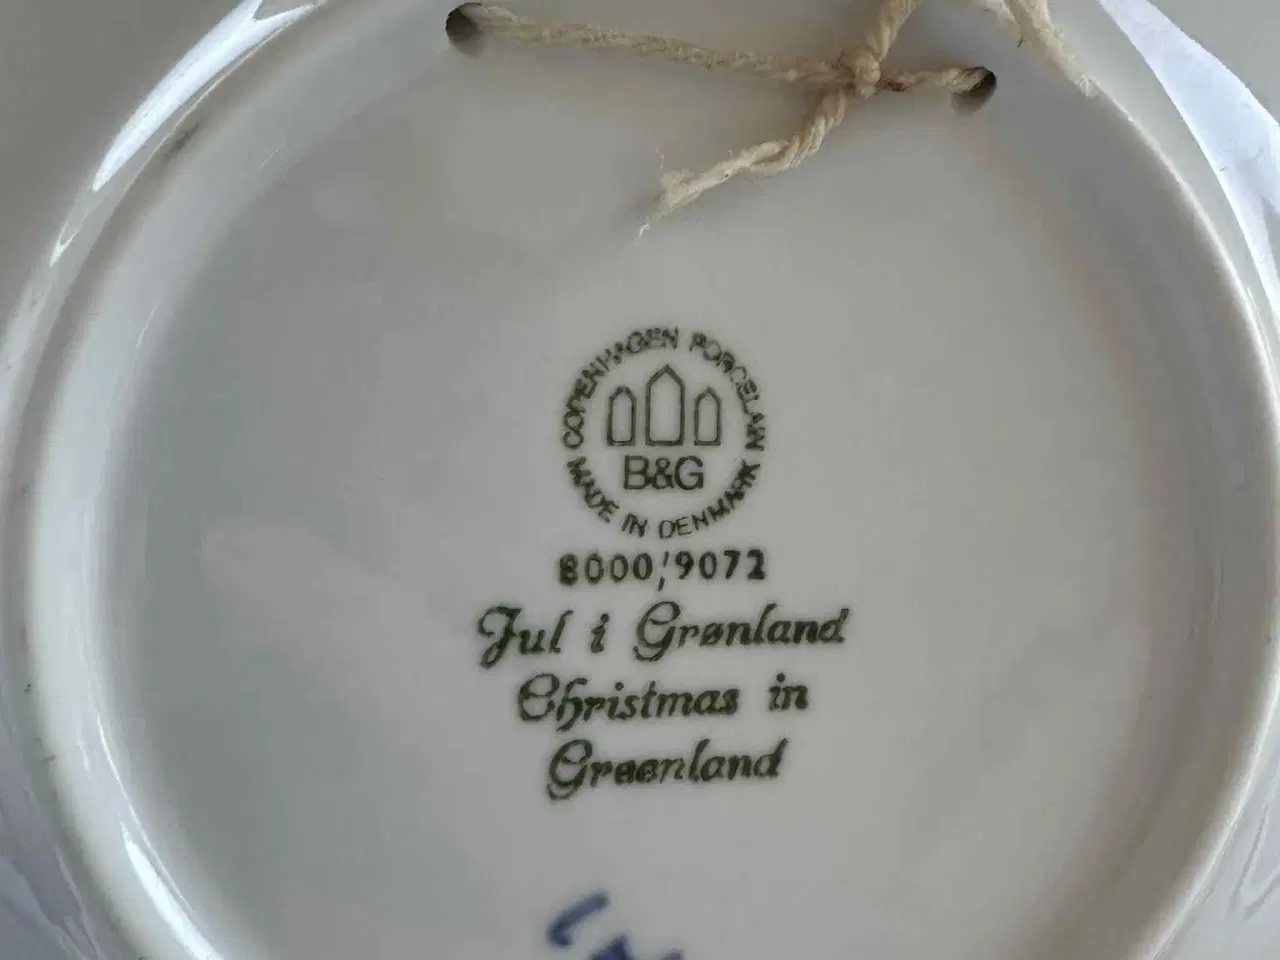 COPENHAGEN PORCELAIN
B&G
MADE IN DENMARK
8000/9072
Jul i Grønland
Christmas in
Greenland